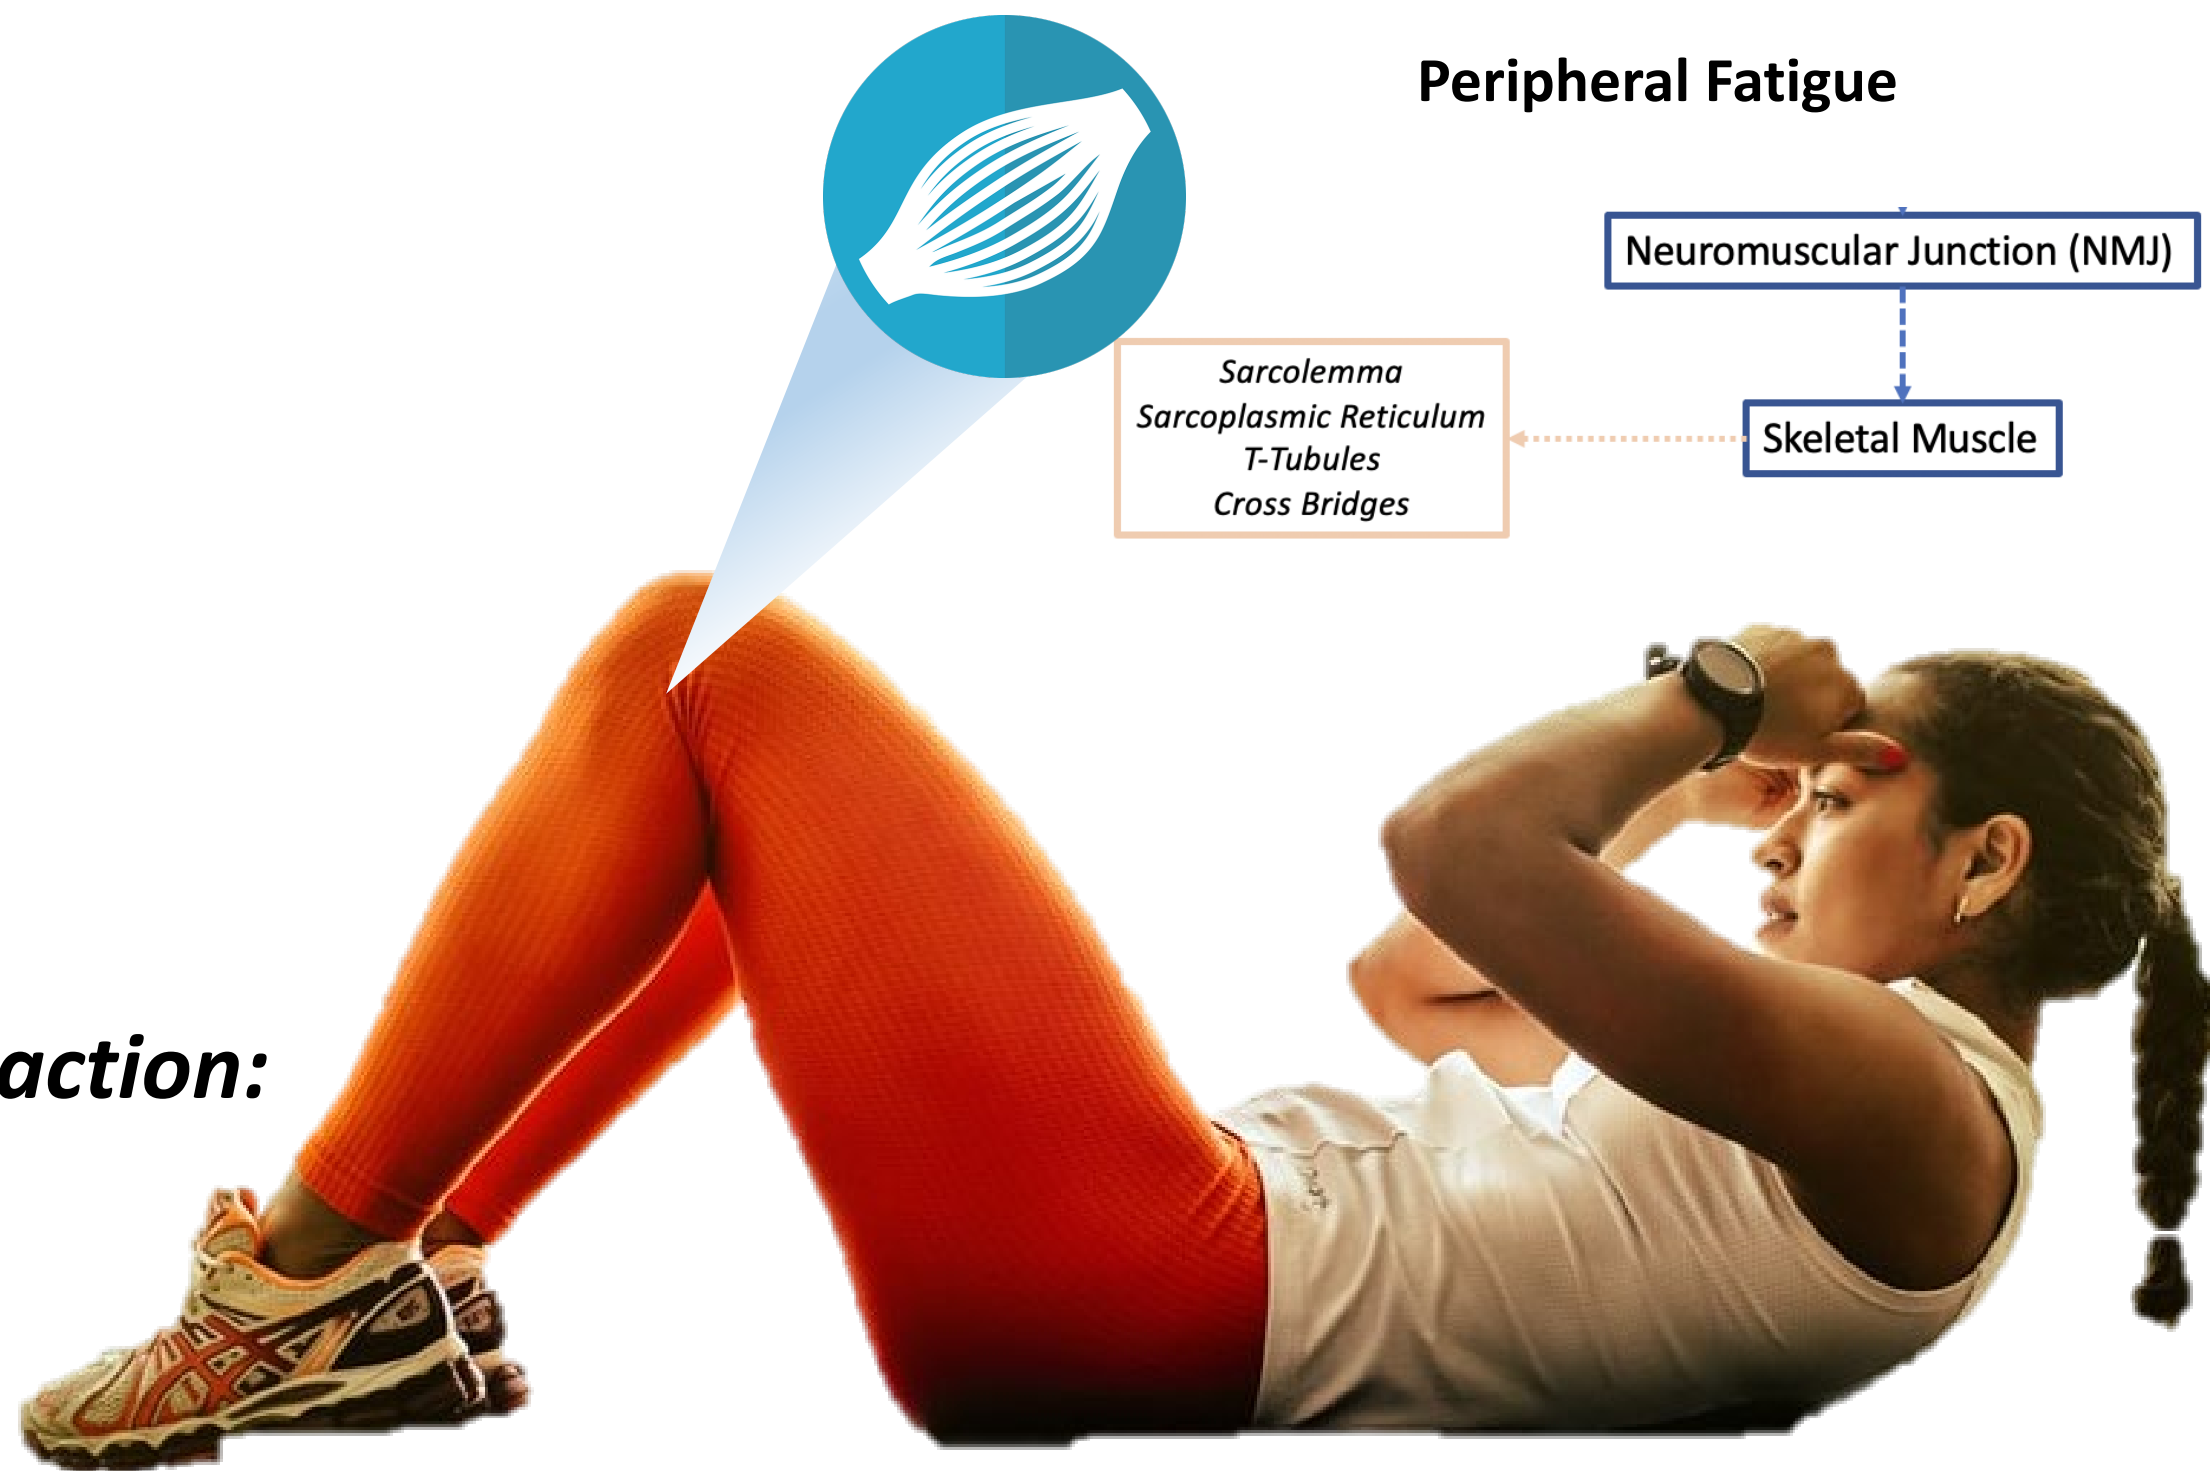 Peripheral Fatigue
Neuromuscular Junction (NMJ)
Sarcolemma
Sarcoplasmic Reticulum
T-Tubules
Cross Bridges
Skeletal Muscle
action: